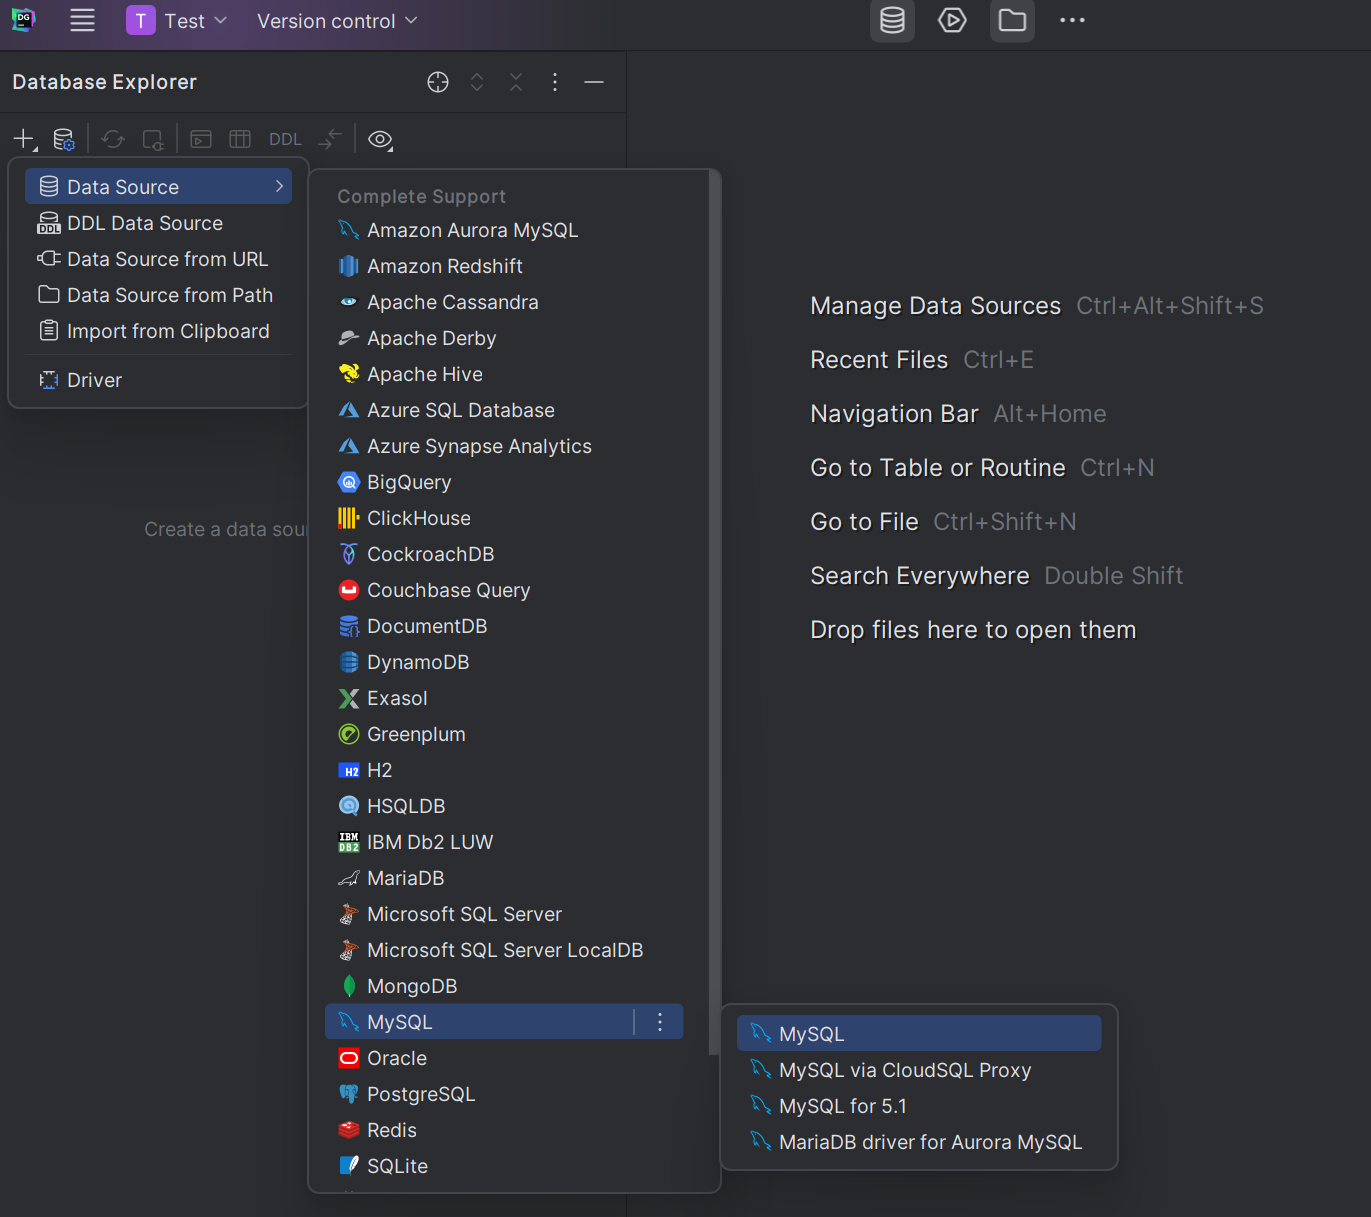 DG
T Test Version control
Database Explorer
DDL
Data Source
DDL Data Source
Data Source from URL
Data Source from Path
Import from Clipboard
Driver
Create a data sour
Complete Support
Amazon Aurora MySQL
Amazon Redshift
Apache Cassandra
Apache Derby
Apache Hive
Azure SQL Database
Azure Synapse Analytics
BigQuery
ClickHouse
CockroachDB
Couchbase Query
DocumentDB
DynamoDB
Exasol
Greenplum
H2 H2
HSQLDB
IBM DB2 IBM Db2 LUW
MariaDB
Microsoft SQL Server
Microsoft SQL Server LocalDB
MongoDB
MySQL
Oracle
PostgreSQL
Redis
SQLite
MySQL
MySQL via CloudSQL Proxy
MySQL for 5.1
MariaDB driver for Aurora MySQL
Manage Data Sources Ctrl+Alt+Shift+S
Recent Files Ctrl+E
Navigation Bar Alt+Home
Go to Table or Routine Ctrl+N
Go to File Ctrl+Shift+N
Search Everywhere Double Shift
Drop files here to open them